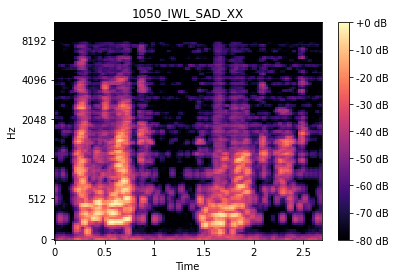 1050_IWL_SAD_XX
+0 dB
8192
-10 dB
4096
-20 dB
-30 dB
2048
Hz
-40 dB
1024
-50 dB
512
-60 dB
-70 dB
0
-80 dB
0 0.5 1 1.5 2 2.5
Time